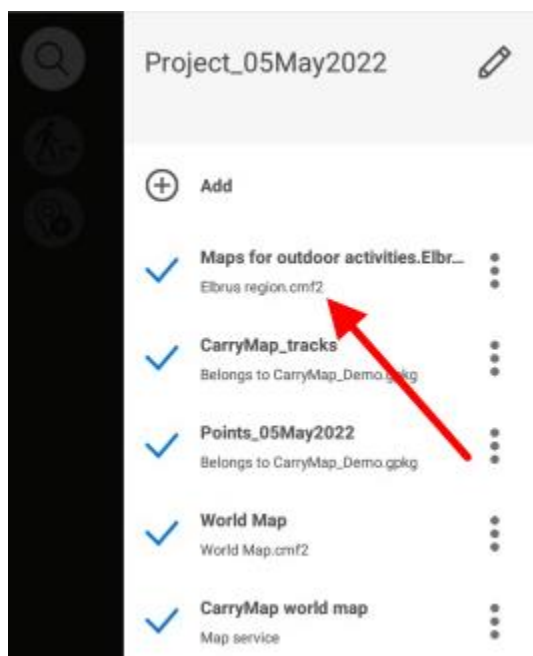 Project_05May2022
Add
Maps for outdoor activities.Elbr...
Elbrus region.cmf2
CarryMap_tracks
Belongs to CarryMap_Demo.gpkg
Points_05May2022
Belongs to CarryMap_Demo.gpkg
World Map
World Map.cmf2
CarryMap world map
Map service